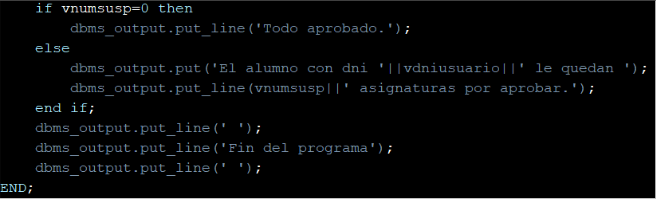 if vnumsusp=0 then
dbms_output.put_line('Todo aprobado.');
else
dbms_output.put('El alumno con dni '||vdniusuario||' le quedan ');
dbms_output.put_line(vnumsusp||' asignaturas por aprobar.');
end if;
dbms_output.put_line(' ');
dbms_output.put_line('Fin del programa');
dbms_output.put_line(' ');
END;